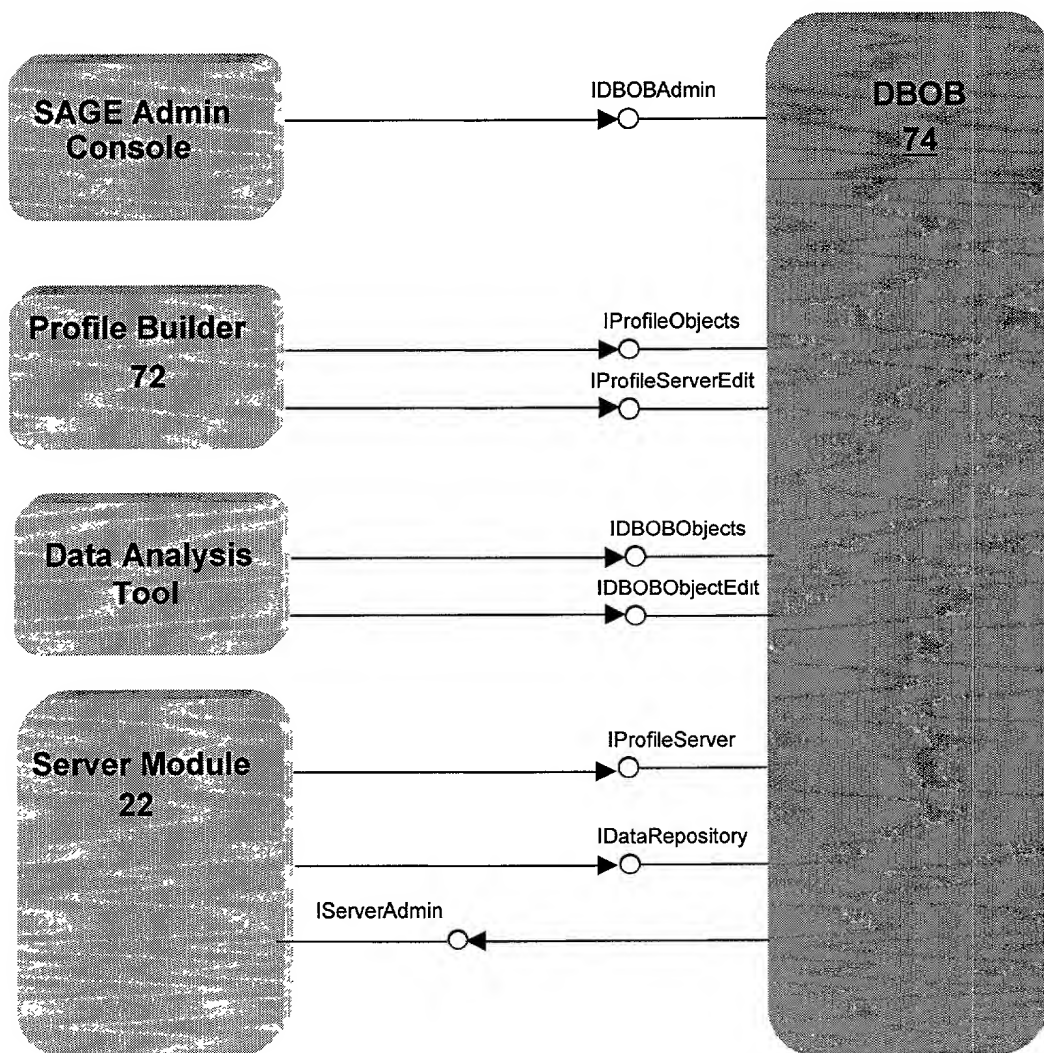 SAGE Admin
Console
IDBOBAdmin
DBOB
74
Profile Builder
72
IProfileObjects
IProfileServerEdit
Data Analysis
Tool
IDBOBObjects
IDBOBObjectEdit
Server Module
22
IProfileServer
IDataRepository
IServerAdmin